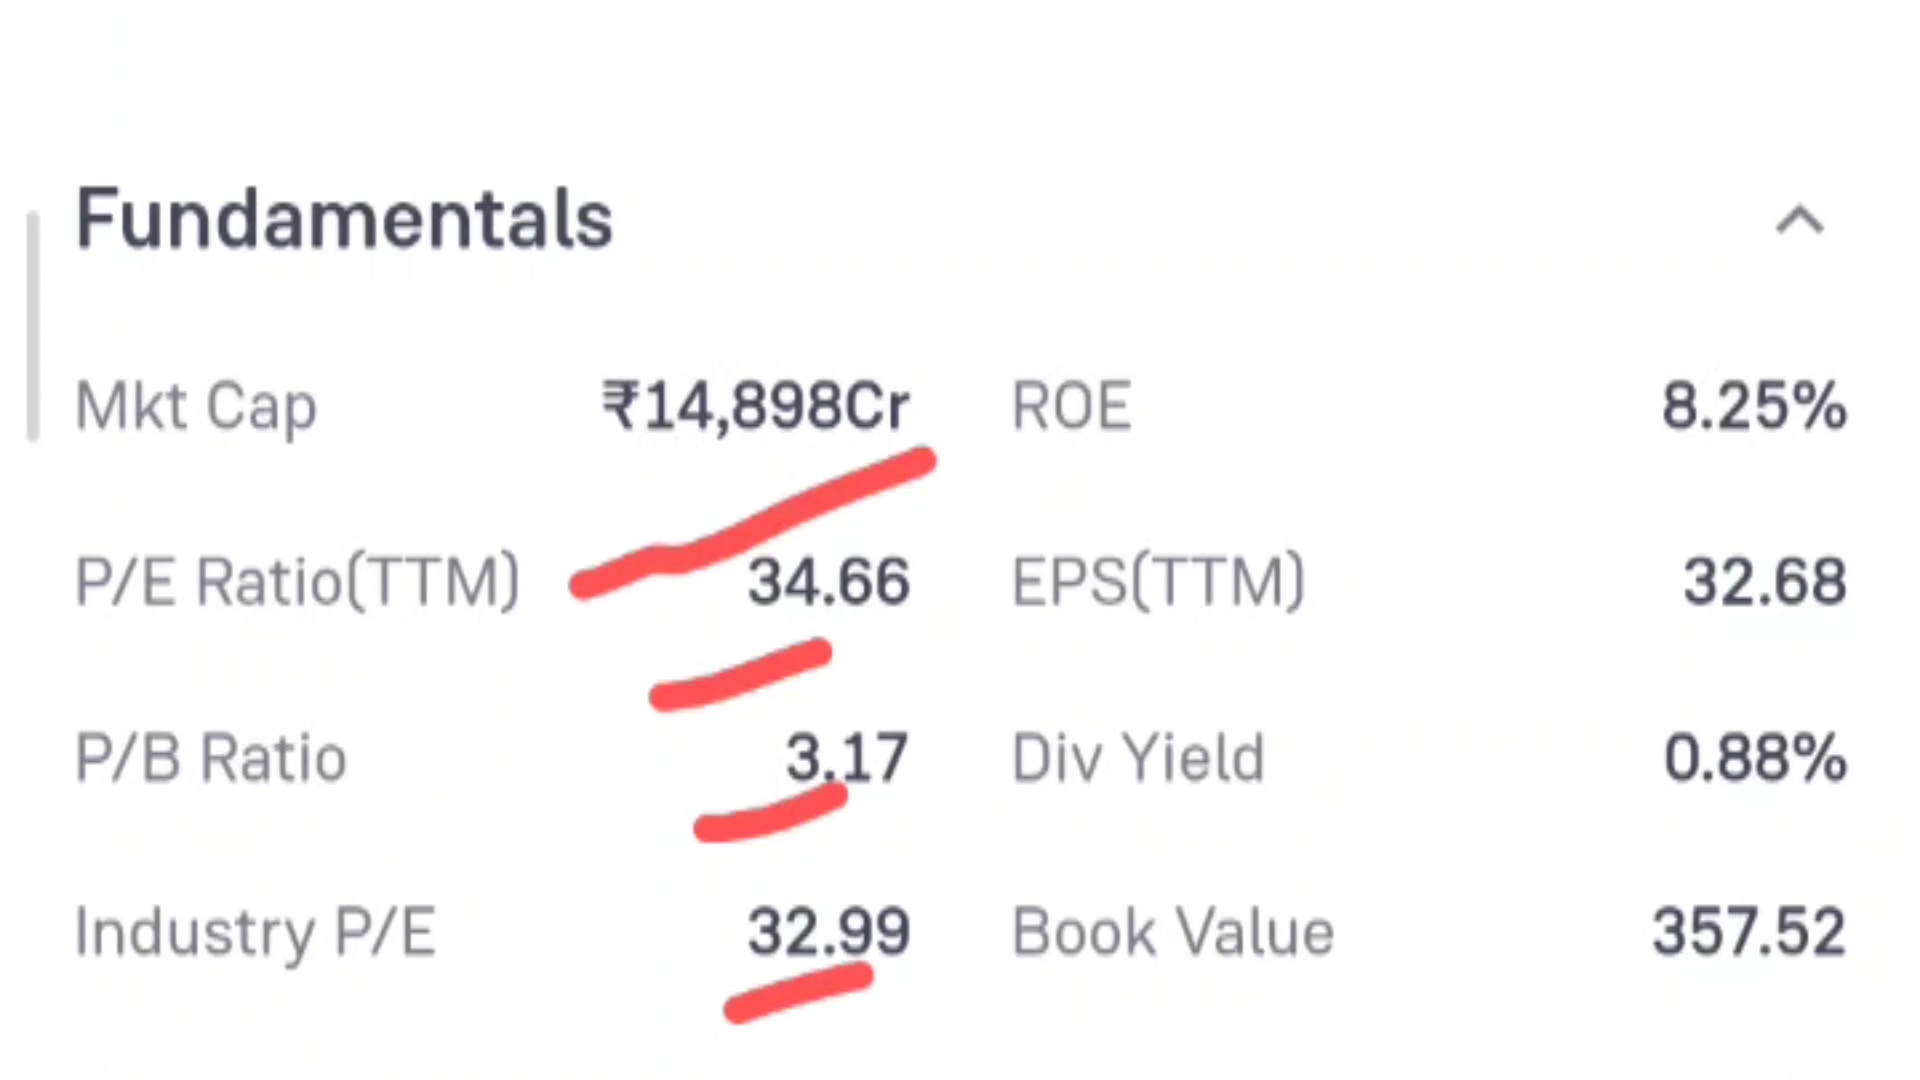 Fundamentals
Mkt Cap ₹14,898Cr ROE 8.25%
P/E Ratio(TTM) 34.66 EPS(TTM) 32.68
P/B Ratio 3.17 Div Yield 0.88%
Industry P/E 32.99 Book Value 357.52